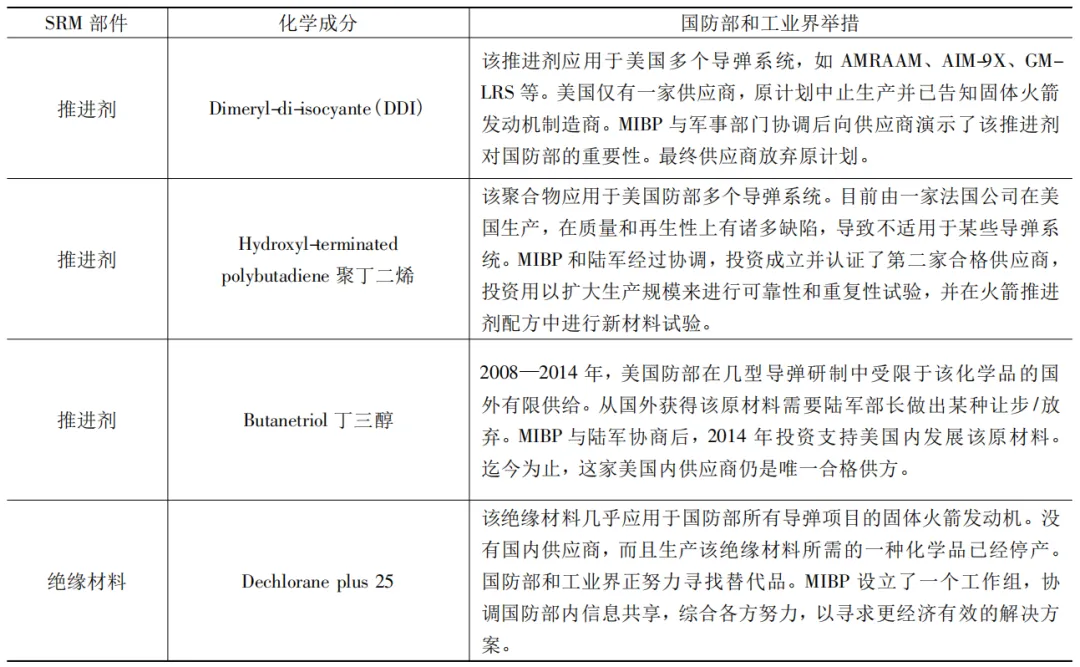 SRM 部件 化学成分 国防部和工业界举措
推进剂 Dimeryl-di-isocyante(DDI)
该推进剂应用于美国多个导弹系统，如 AMRAAM、AIM-9X、GM-
LRS 等。美国仅有一家供应商，原计划中止生产并已告知固体火箭
发动机制造商。MIBP 与军事部门协调后向供应商演示了该推进剂
对国防部的重要性。最终供应商放弃原计划。
推进剂
Hydroxyl-terminated
polybutadiene 聚丁二烯
该聚合物应用于美国防部多个导弹系统。目前由一家法国公司在美
国生产，在质量和再生性上有诸多缺陷，导致不适用于某些导弹系
统。MIBP 和陆军经过协调，投资成立并认证了第二家合格供应商，
投资用以扩大生产规模来进行可靠性和重复性试验，并在火箭推进
剂配方中进行新材料试验。
推进剂 Butanetriol 丁三醇
2008—2014 年，美国防部在几型导弹研制中受限于该化学品的国
外有限供给。从国外获得该原材料需要陆军部长做出某种让步/放
弃。MIBP 与陆军协商后，2014 年投资支持美国内发展该原材料。
迄今为止，这家美国内供应商仍是唯一合格供方。
绝缘材料 Dechlorane plus 25
该绝缘材料几乎应用于国防部所有导弹项目的固体火箭发动机。没
有国内供应商，而且生产该绝缘材料所需的一种化学品已经停产。
国防部和工业界正努力寻找替代品。MIBP 设立了一个工作组，协
调国防部内信息共享，综合各方努力，以寻求更经济有效的解决方
案。